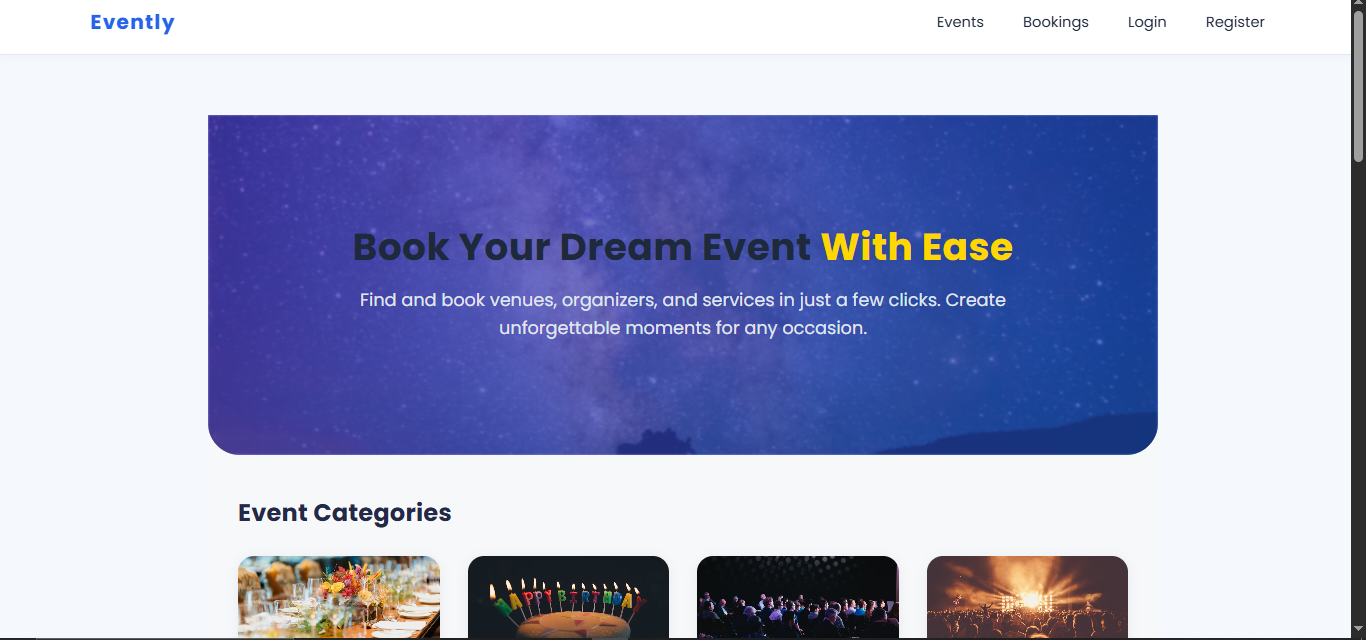 Evently
Events Bookings Login Register
Book Your Dream Event With Ease
Find and book venues, organizers, and services in just a few clicks. Create
unforgettable moments for any occasion.
Event Categories
HAPPY BIRTHDAY